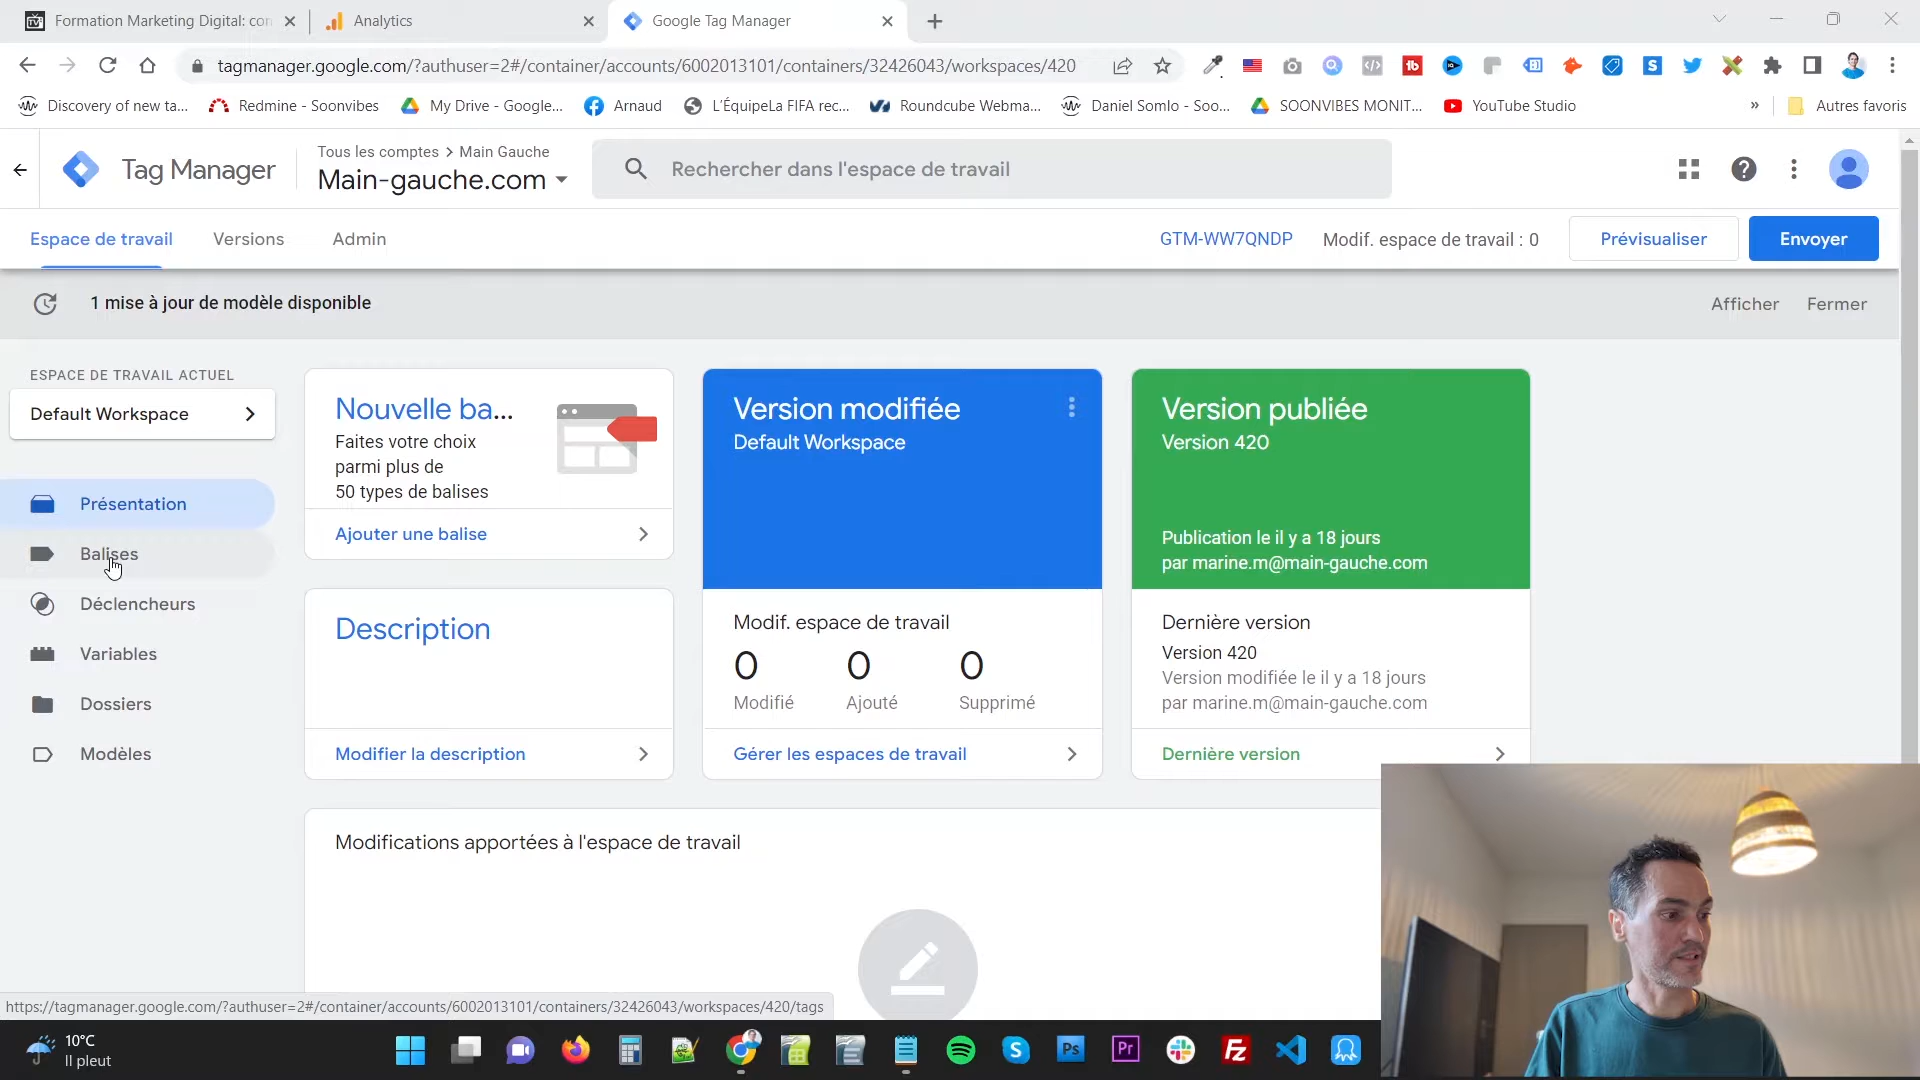 Formation Marketing Digital: con
Analytics
Google Tag Manager
tagmanager.google.com/?authuser=2#/container/accounts/6002013101/containers/32426043/workspaces/420
Discovery of new ta...
Redmine - Soonvibes
My Drive - Google...
Arnaud
L'ÉquipeLa FIFA rec...
Roundcube Webma...
Daniel Somlo - Soo...
SOONVIBES MONIT...
YouTube Studio
»
Autres favoris
Tag Manager
Tous les comptes > Main Gauche
Main-gauche.com
Rechercher dans l'espace de travail
Espace de travail
Versions
Admin
GTM-WW7QNDP
Modif. espace de travail : 0
Prévisualiser
Envoyer
1 mise à jour de modèle disponible
Afficher
Fermer
ESPACE DE TRAVAIL ACTUEL
Default Workspace
Présentation
Balises
Déclencheurs
Variables
Dossiers
Modèles
Nouvelle ba...
Faites votre choix
parmi plus de
50 types de balises
Ajouter une balise
Description
Modifier la description
Version modifiée
Default Workspace
Modif. espace de travail
0 0 0
Modifié Ajouté Supprimé
Gérer les espaces de travail
Version publiée
Version 420
Publication le il y a 18 jours
par marine.m@main-gauche.com
Dernière version
Version 420
Version modifiée le il y a 18 jours
par marine.m@main-gauche.com
Dernière version
Modifications apportées à l'espace de travail
https://tagmanager.google.com/?authuser=2#/container/accounts/6002013101/containers/32426043/workspaces/420/tags
10°C
Il pleut
Ps
Pr